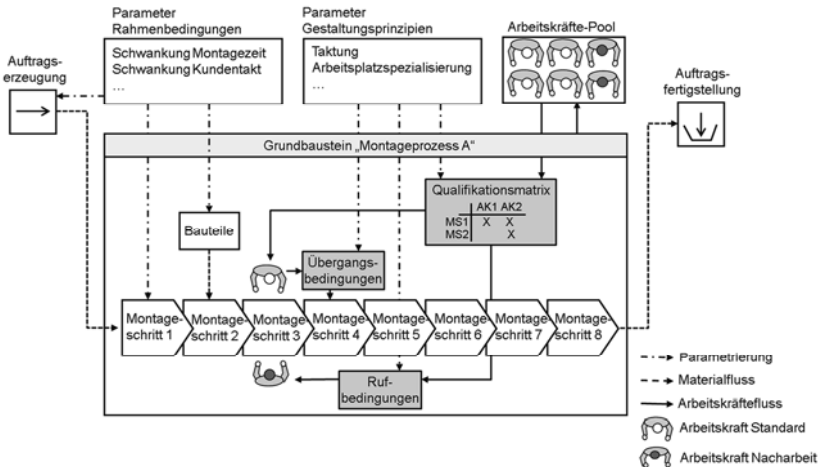 Parameter
Rahmenbedingungen
Parameter
Gestaltungsprinzipien
Arbeitskräfte-Pool
Auftrags-
erzeugung
Schwankung Montagezeit
Schwankung Kundentakt
...
Taktung
Arbeitsplatzspezialisierung
...
Auftrags-
fertigstellung
Grundbaustein „Montageprozess A“
Qualifikationsmatrix
AK1 AK2
MS1 X X
MS2 X
Bauteile
Übergangs-
bedingungen
Montage-
schritt 1
Montage-
schritt 2
Montage-
schritt 3
Montage-
schritt 4
Montage-
schritt 5
Montage-
schritt 6
Montage-
schritt 7
Montage-
schritt 8
Ruf-
bedingungen
Parametrierung
Materialfluss
Arbeitskräftefluss
Arbeitskraft Standard
Arbeitskraft Nacharbeit